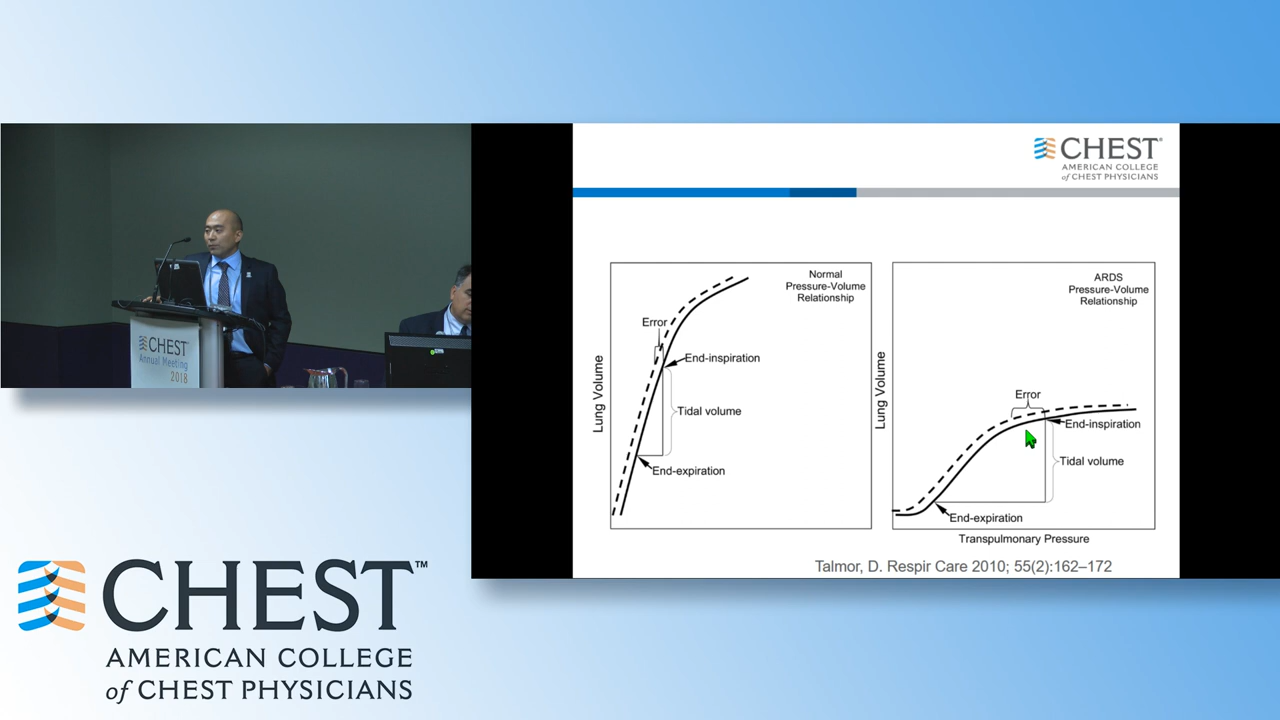 CHEST
Annual Meeting
2018
CHEST™
AMERICAN COLLEGE
of CHEST PHYSICIANS
CHEST®
AMERICAN COLLEGE
of CHEST PHYSICIANS
Normal
Pressure-Volume
Relationship
Error
End-inspiration
Tidal volume
End-expiration
Lung Volume
ARDS
Pressure-Volume
Relationship
Error
End-inspiration
Tidal volume
End-expiration
Lung Volume
Transpulmonary Pressure
Talmor, D. Respir Care 2010; 55(2):162–172